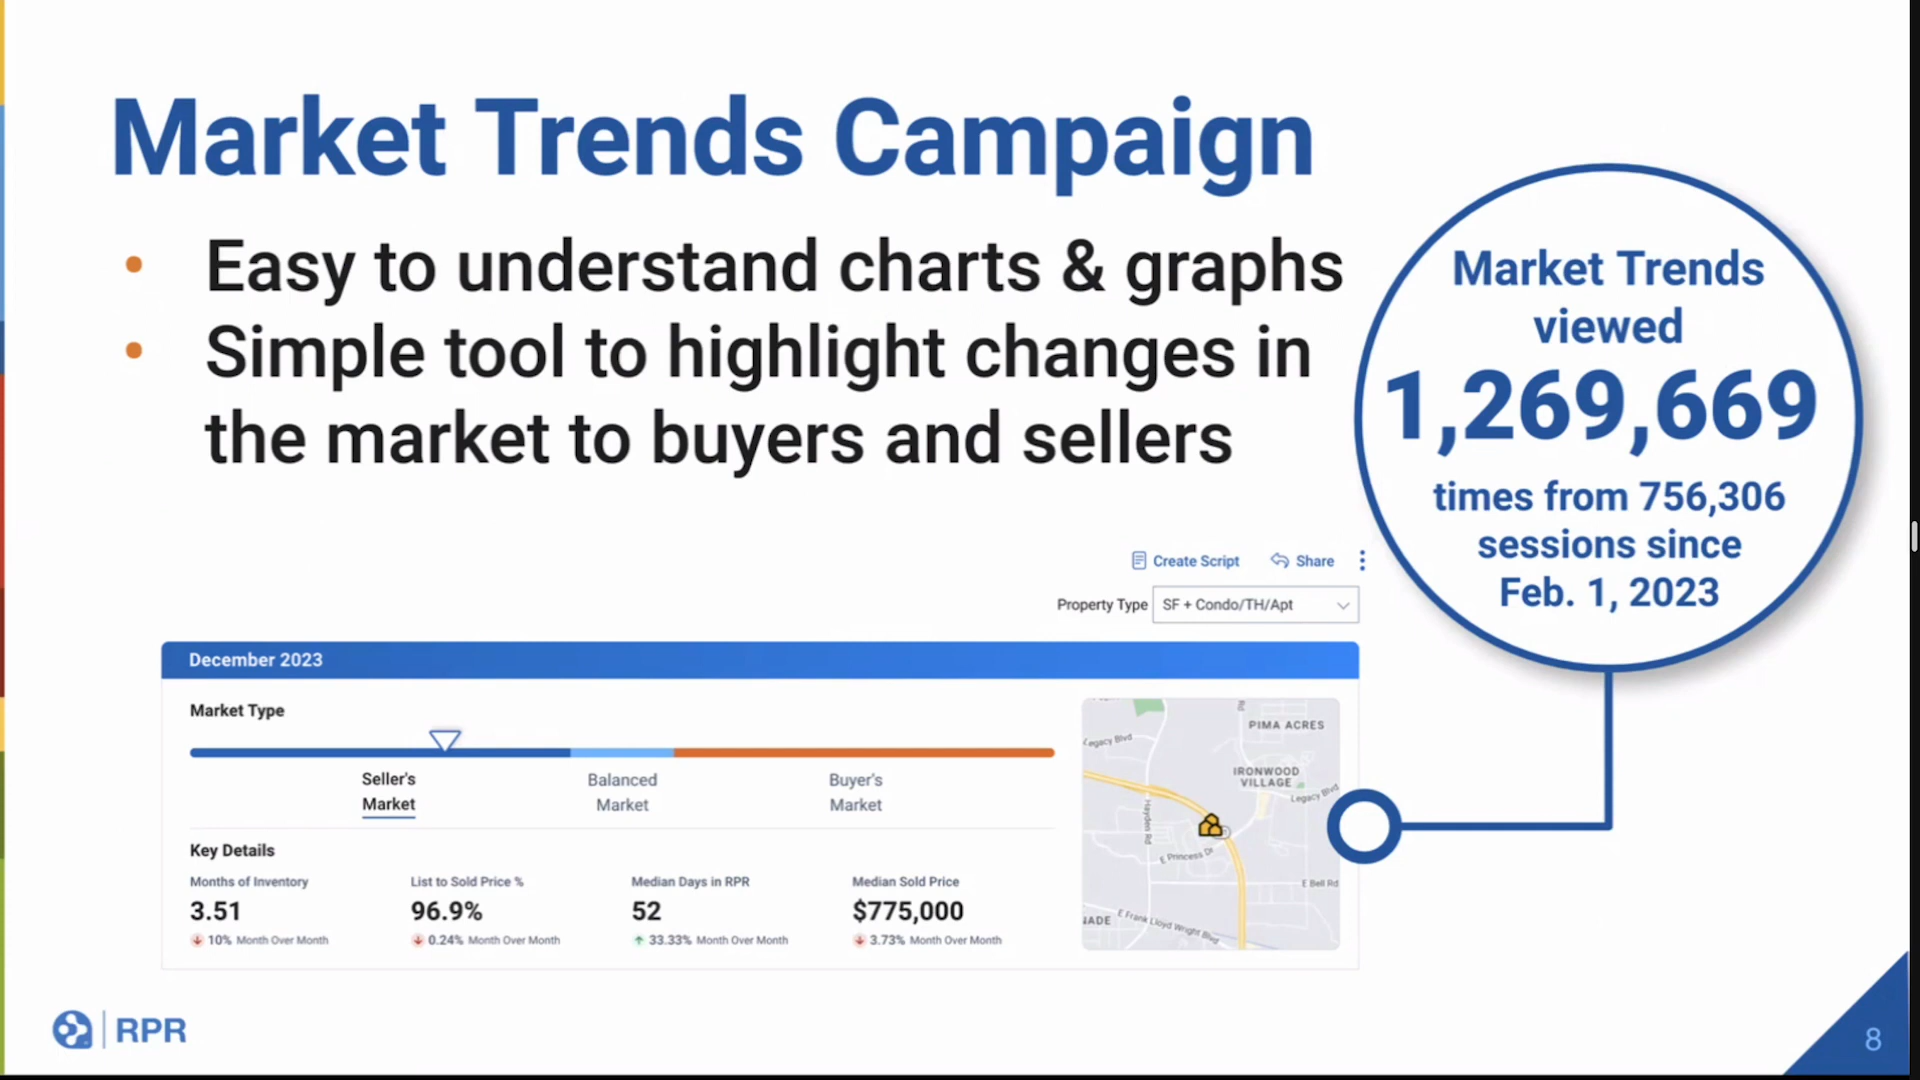 Market Trends Campaign
• Easy to understand charts & graphs
• Simple tool to highlight changes in
the market to buyers and sellers
Market Trends
viewed
1,269,669
times from 756,306
sessions since
Feb. 1, 2023
Create Script Share
Property Type SF + Condo/TH/Apt
December 2023
Market Type
Seller's
Market
Balanced
Market
Buyer's
Market
Key Details
Months of Inventory
3.51
10% Month Over Month
List to Sold Price %
96.9%
0.24% Month Over Month
Median Days in RPR
52
33.33% Month Over Month
Median Sold Price
$775,000
3.73% Month Over Month
Rd
PIMA ACRES
Legacy Blvd
IRONWOOD
VILLAGE
Legacy Blvd
Hayden Rd
E Princess Dr
E Bell Rd
E Frank Lloyd Wright Blvd
RPR
8